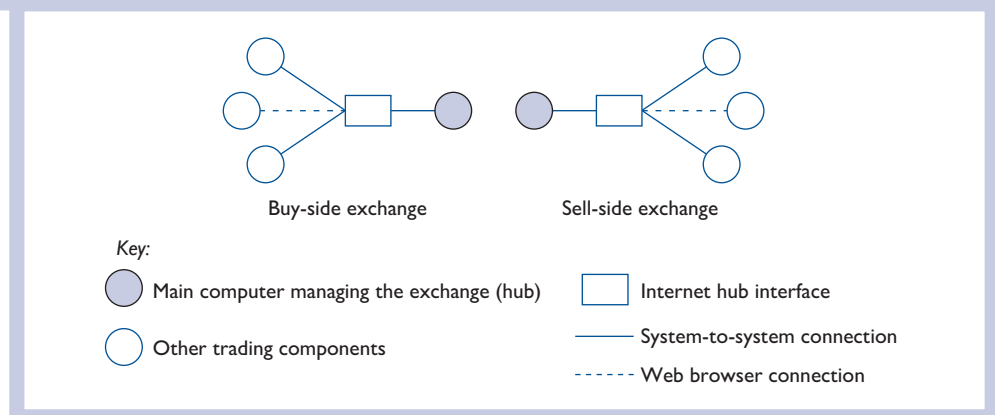 Buy-side exchange
Sell-side exchange
Key:
Main computer managing the exchange (hub)
Internet hub interface
Other trading components
System-to-system connection
Web browser connection